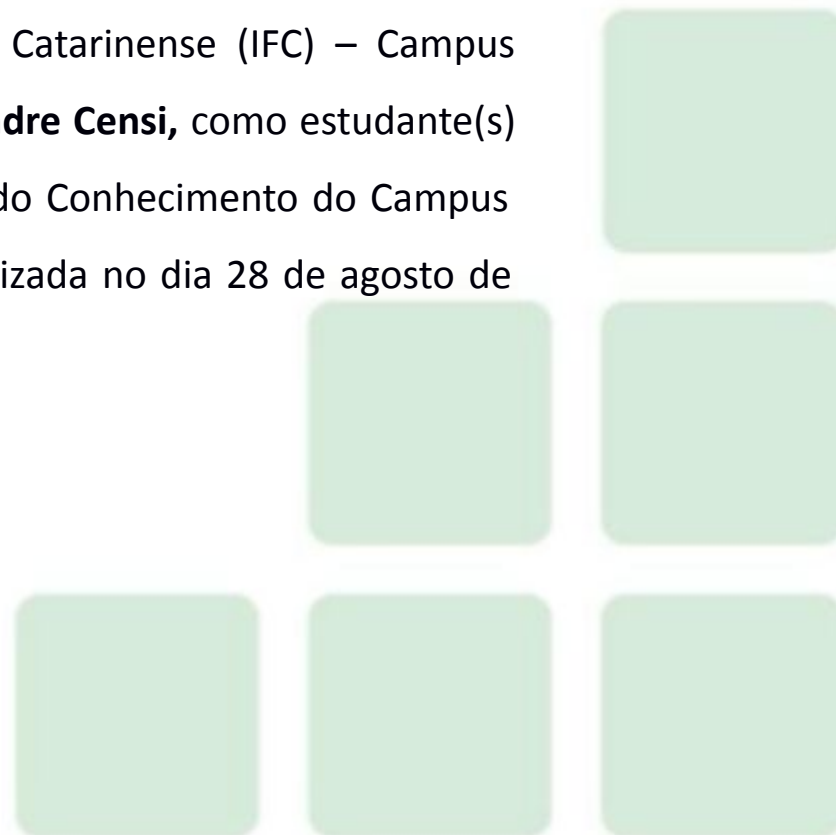 Catarinense (IFC) – Campus
dre Censi, como estudante(s)
do Conhecimento do Campus
izada no dia 28 de agosto de